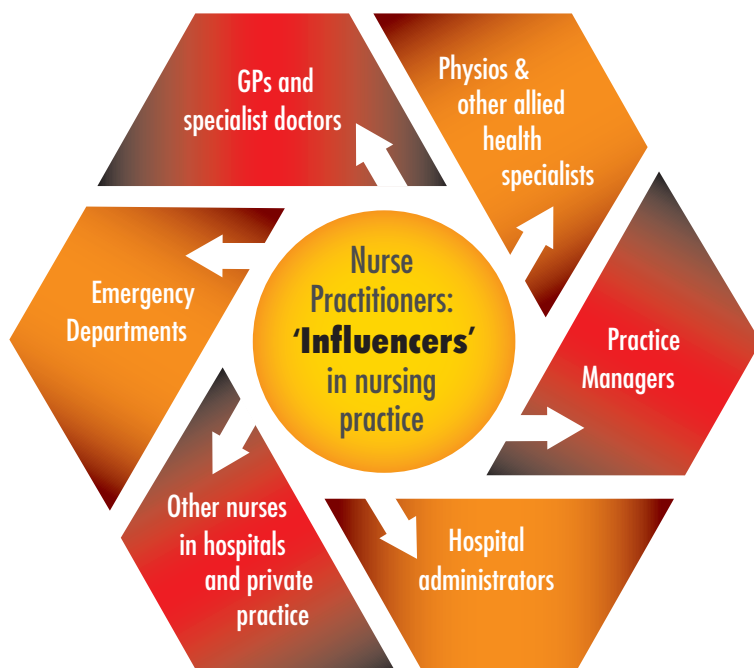 GPs and
specialist doctors
Physios &
other allied
health
specialists
Emergency
Departments
Nurse
Practitioners:
‘Influencers’
in nursing
practice
Practice
Managers
Other nurses
in hospitals
and private
practice
Hospital
administrators